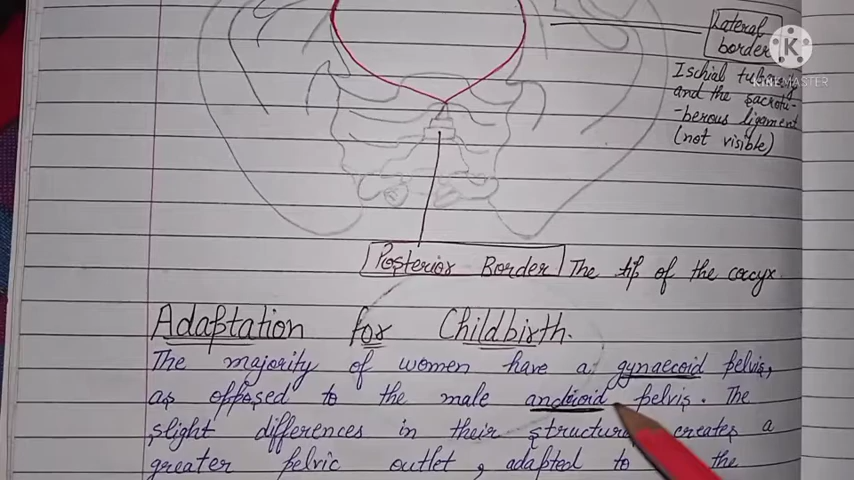 Lateral
border
Ischial tuberosity
and the sacrotu-
-berous ligament
(not visible)
KINEMASTER
Posterior Border The tip of the coccyx.
Adaptation for Childbirth.
The majority of women have a gynaecoid pelvis,
as opposed to the male android pelvis. The
slight differences in their structure creates a
greater pelvic outlet, adapted to the